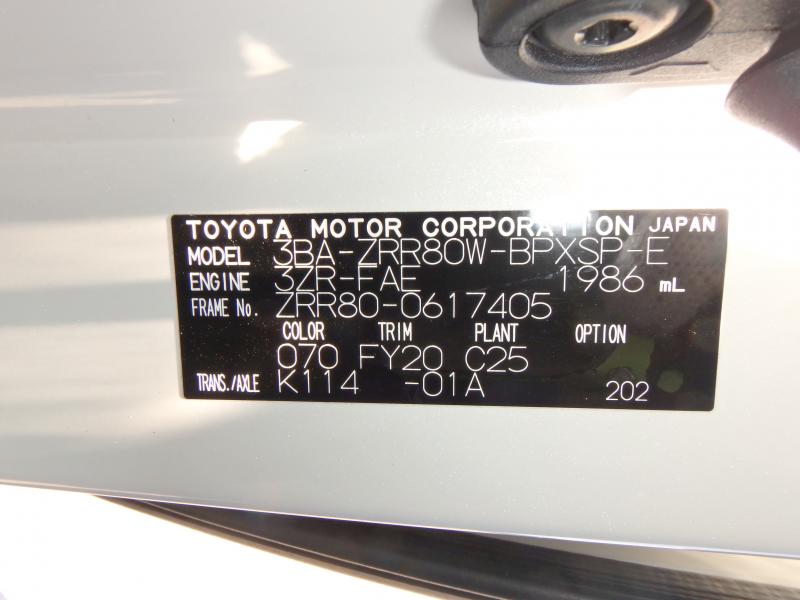 TOYOTA MOTOR CORPORATION JAPAN
MODEL 3BA-ZRR80W-BPXSP-E
ENGINE 3ZR-FAE 1986 mL
FRAME No. ZRR80-0617405
COLOR TRIM PLANT OPTION
070 FY20 C25
TRANS./AXLE K114 -01A 202